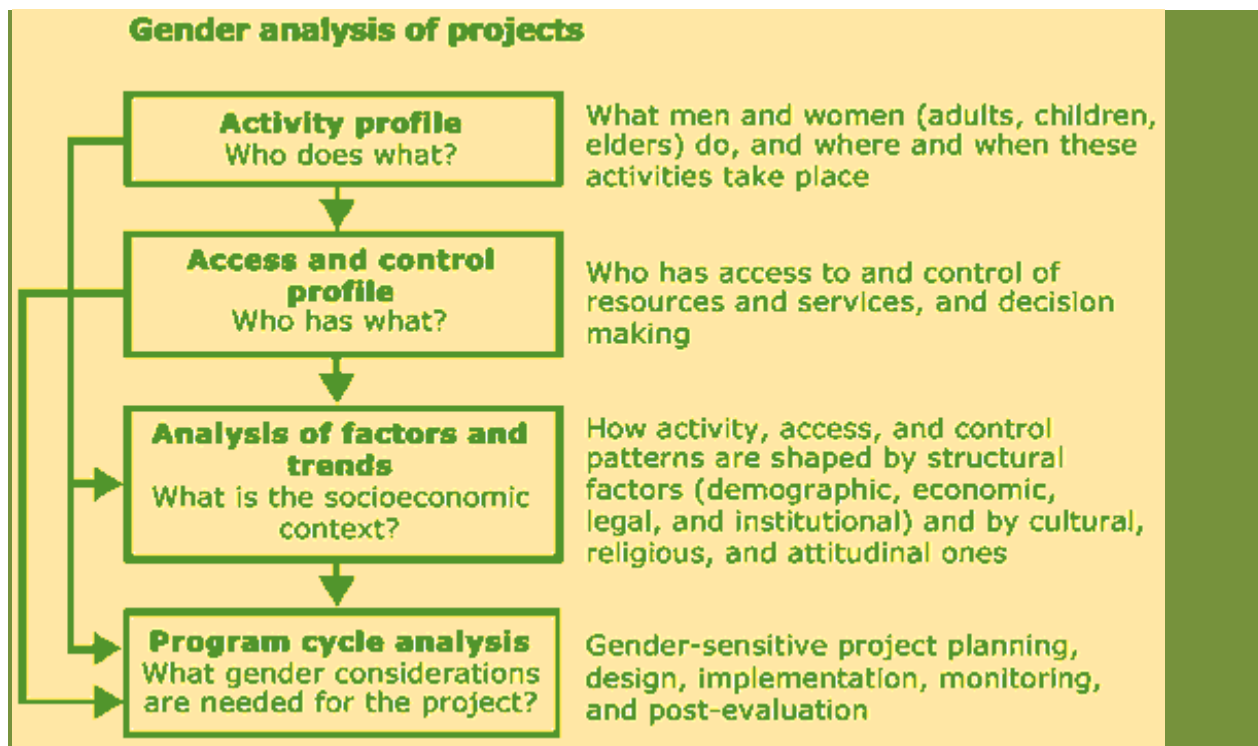 Gender analysis of projects
Activity profile
Who does what?
What men and women (adults, children,
elders) do, and where and when these
activities take place
Access and control
profile
Who has what?
Who has access to and control of
resources and services, and decision
making
Analysis of factors and
trends
What is the socioeconomic
context?
How activity, access, and control
patterns are shaped by structural
factors (demographic, economic,
legal, and institutional) and by cultural,
religious, and attitudinal ones
Program cycle analysis
What gender considerations
are needed for the project?
Gender-sensitive project planning,
design, implementation, monitoring,
and post-evaluation